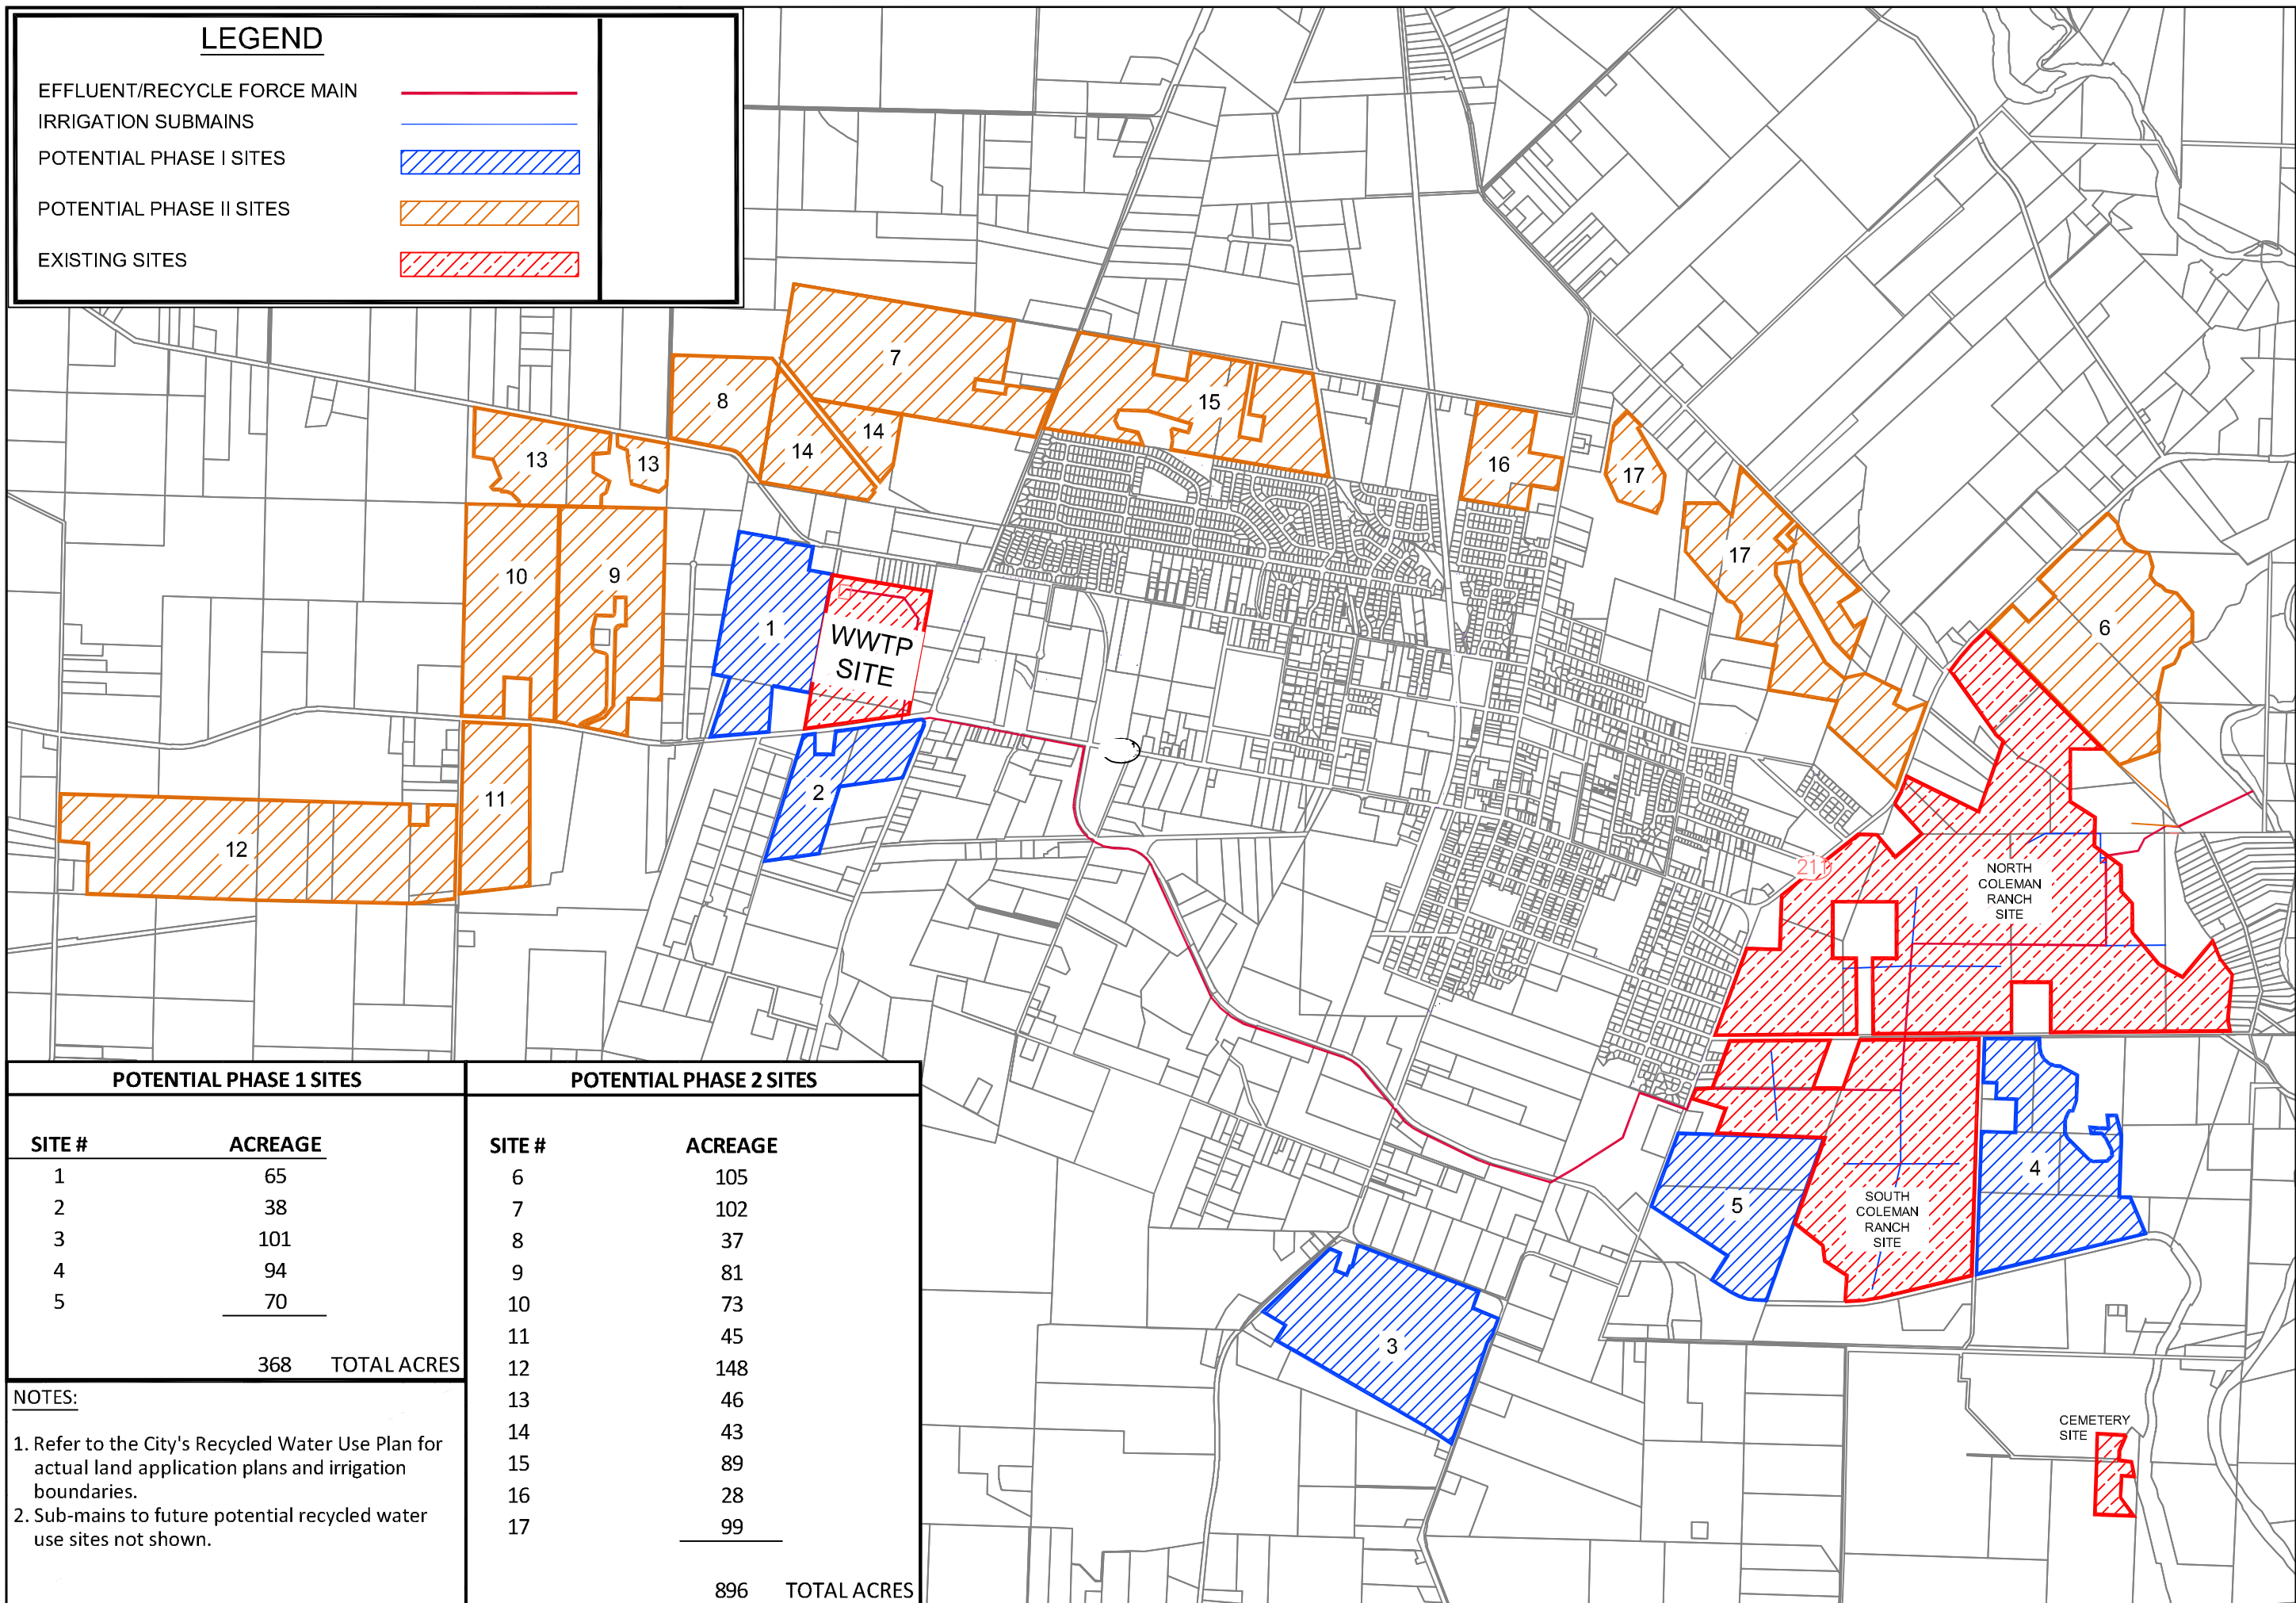 LEGEND
EFFLUENT/RECYCLE FORCE MAIN
IRRIGATION SUBMAINS
POTENTIAL PHASE I SITES
POTENTIAL PHASE II SITES
EXISTING SITES
7
8
15
14
14
13
13
16
17
17
10
9
6
1
WWTP
SITE
2
11
12
NORTH
COLEMAN
RANCH
SITE
4
5
SOUTH
COLEMAN
RANCH
SITE
3
CEMETERY
SITE
POTENTIAL PHASE 1 SITES
SITE # ACREAGE
1 65
2 38
3 101
4 94
5 70
368 TOTAL ACRES
NOTES:
1. Refer to the City's Recycled Water Use Plan for
actual land application plans and irrigation
boundaries.
2. Sub-mains to future potential recycled water
use sites not shown.
POTENTIAL PHASE 2 SITES
SITE # ACREAGE
6 105
7 102
8 37
9 81
10 73
11 45
12 148
13 46
14 43
15 89
16 28
17 99
896 TOTAL ACRES